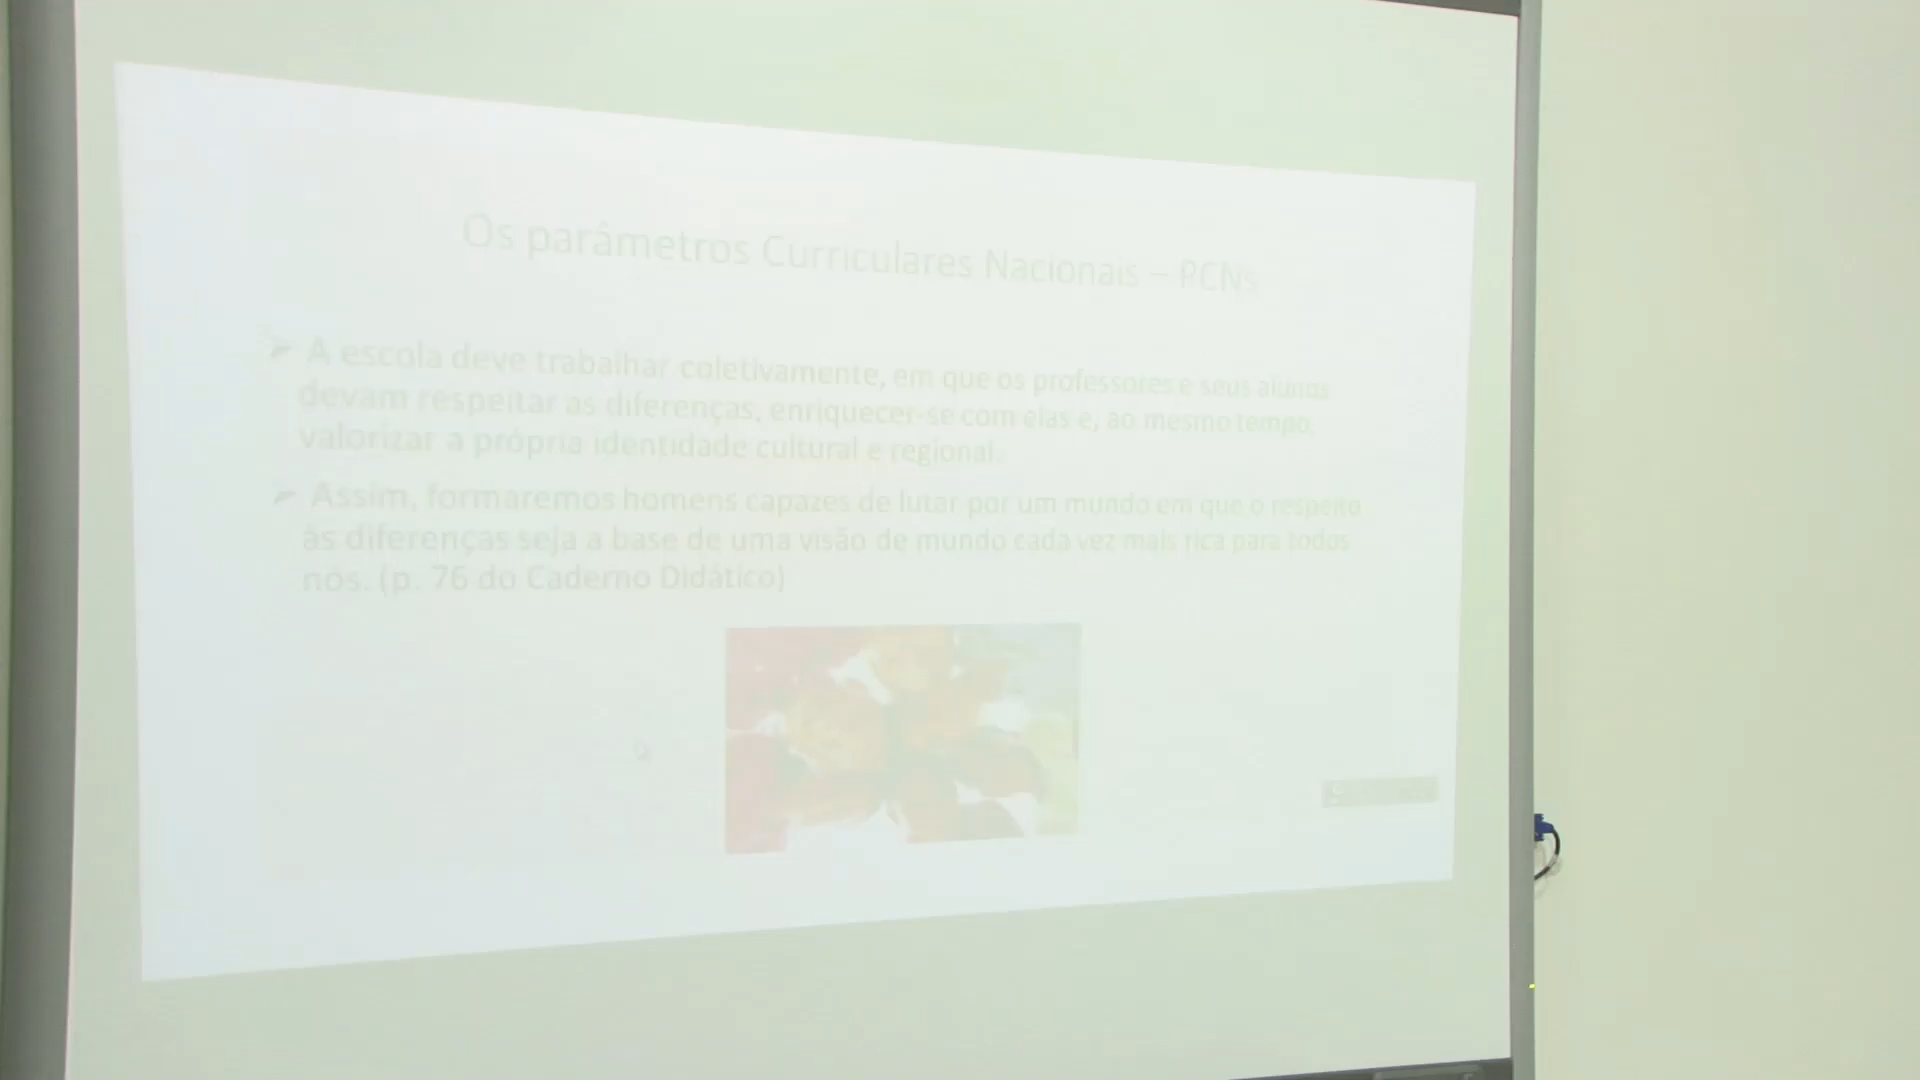 Os parâmetros Curriculares Nacionais – PCNs
➢ A escola deve trabalhar coletivamente, em que os professores e seus alunos
devam respeitar as diferenças, enriquecer-se com elas e, ao mesmo tempo,
valorizar a própria identidade cultural e regional.
➢ Assim, formaremos homens capazes de lutar por um mundo em que o respeito
às diferenças seja a base de uma visão de mundo cada vez mais rica para todos
nós. (p. 76 do Caderno Didático)